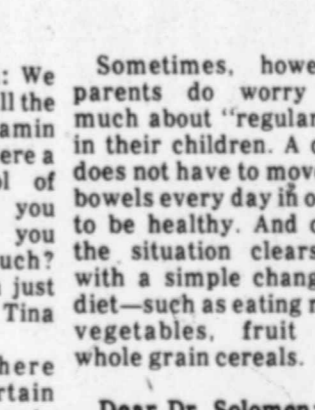 : We
ll the
amin
ere a
ol of
you
you
uch?
just
Tina
here
rtain
Sometimes, howe
parents do worry
much about "regular
in their children. A c
does not have to move
bowels every day in o
to be healthy. And o
the situation clears
with a simple chang
diet—such as eating m
vegetables, fruit
whole grain cereals.
Dear Dr. Solomon